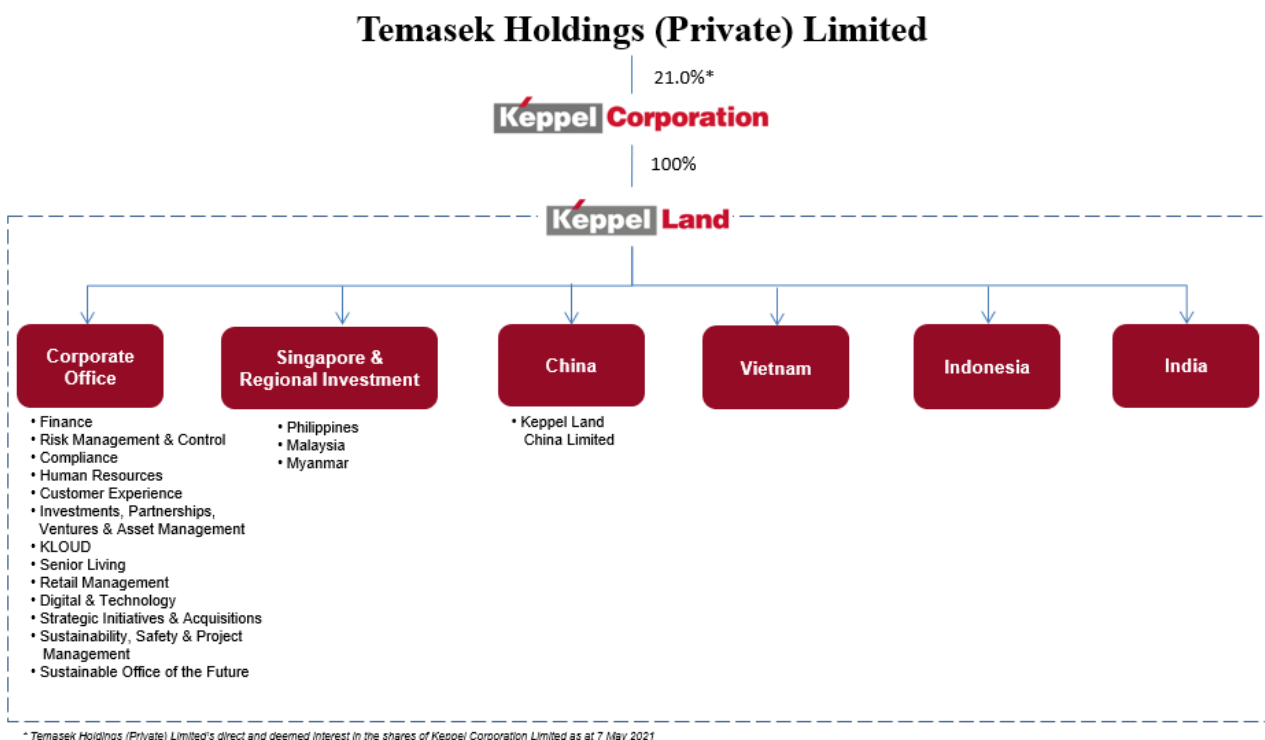 Temasek Holdings (Private) Limited
21.0%*
Keppel Corporation
100%
Keppel Land
Corporate
Office
• Finance
• Risk Management & Control
• Compliance
• Human Resources
• Customer Experience
• Investments, Partnerships,
Ventures & Asset Management
• KLOUD
• Senior Living
• Retail Management
• Digital & Technology
• Strategic Initiatives & Acquisitions
• Sustainability, Safety & Project
Management
• Sustainable Office of the Future
Singapore &
Regional Investment
• Philippines
• Malaysia
• Myanmar
China
• Keppel Land
China Limited
Vietnam
Indonesia
India
* Temasek Holdings (Private) Limited's direct and deemed interest in the shares of Keppel Corporation Limited as at 7 May 2021